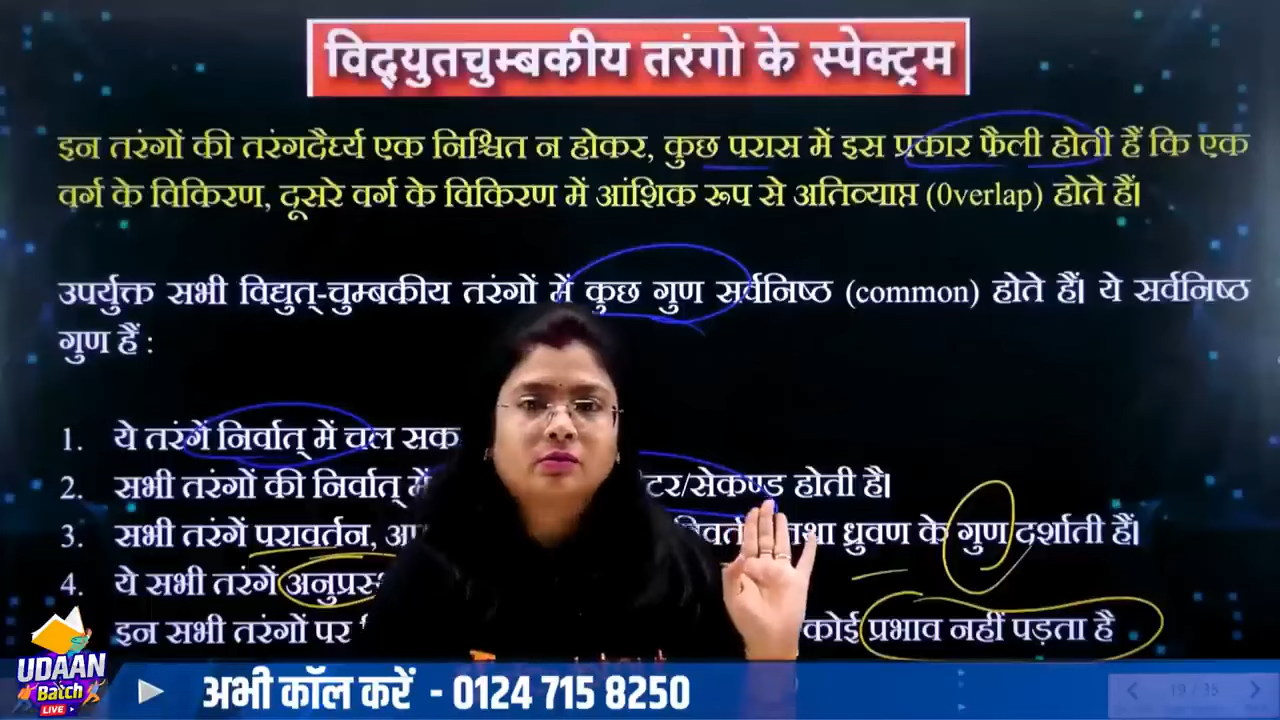 विद्युतचुम्बकीय तरंगो के स्पेक्ट्रम
इन तरंगों की तरंगदैर्ध्य एक निश्चित न होकर, कुछ परास में इस प्रकार फैली होती हैं कि एक
वर्ग के विकिरण, दूसरे वर्ग के विकिरण में आंशिक रूप से अतिव्याप्त (0verlap) होते हैं।
उपर्युक्त सभी विद्युत्-चुम्बकीय तरंगों में कुछ गुण सर्वनिष्ठ (common) होते हैं। ये सर्वनिष्ठ
गुण हैं :
1. ये तरंगें निर्वात् में चल सक
2. सभी तरंगों की निर्वात् में टर/सेकण्ड होती है।
3. सभी तरंगें परावर्तन, तथा ध्रुवण के गुण दर्शाती हैं।
4. ये सभी तरंगें
इन सभी तरंगों पर कोई प्रभाव नहीं पड़ता है
UDAAN
Batch
LIVE
अभी कॉल करें - 0124 715 8250
19 / 35